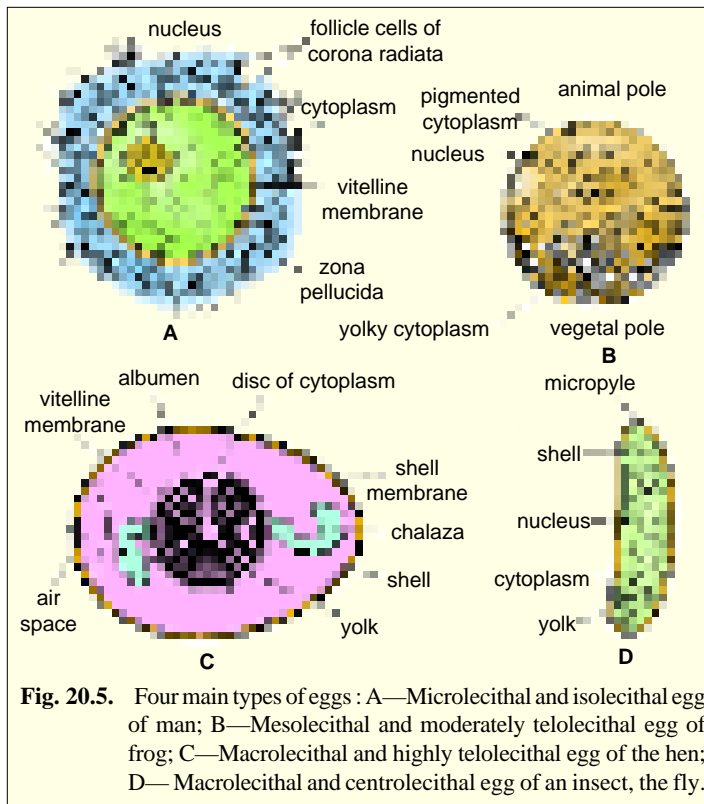 nucleus
follicle cells of
corona radiata
cytoplasm
vitelline
membrane
zona
pellucida
A
pigmented
cytoplasm
animal pole
nucleus
yolky cytoplasm
vegetal pole
B
vitelline
membrane
albumen
disc of cytoplasm
shell
membrane
chalaza
shell
yolk
air
space
C
micropyle
shell
nucleus
cytoplasm
yolk
D
Fig. 20.5. Four main types of eggs : A—Microlecithal and isolecithal egg
of man; B—Mesolecithal and moderately telolecithal egg of
frog; C—Macrolecithal and highly telolecithal egg of the hen;
D— Macrolecithal and centrolecithal egg of an insect, the fly.